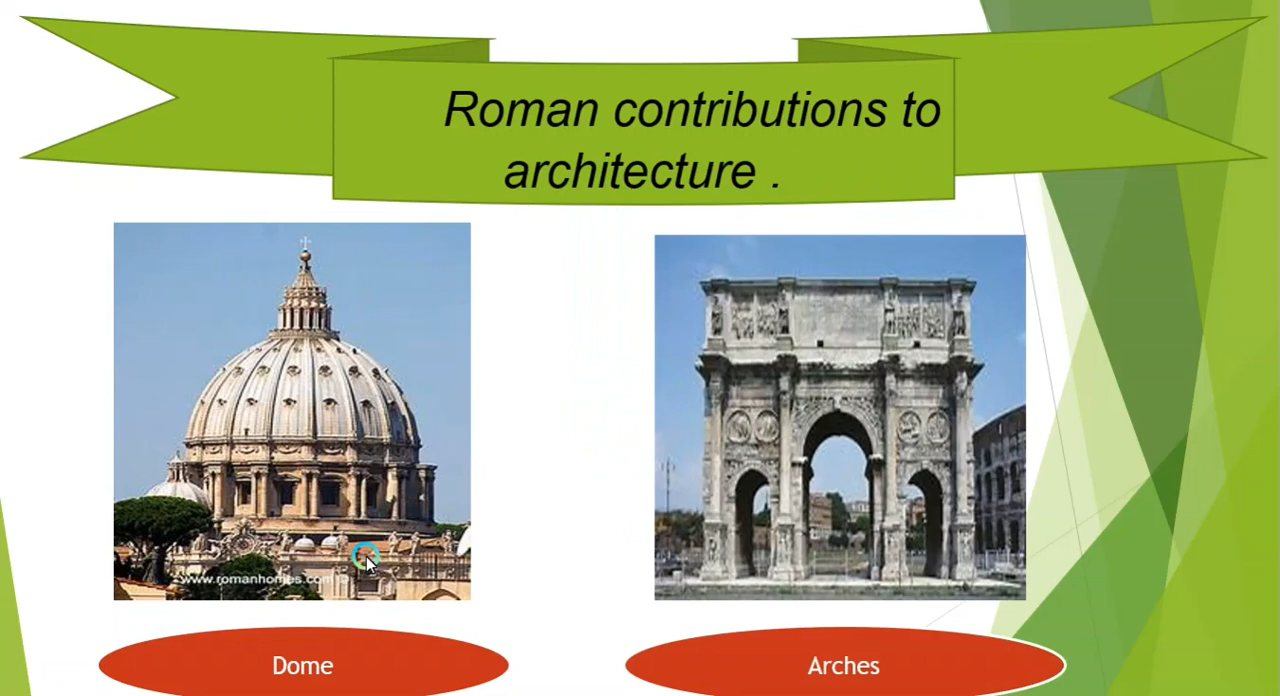 Roman contributions to
architecture .
www.romanhomes.com
Dome
Arches